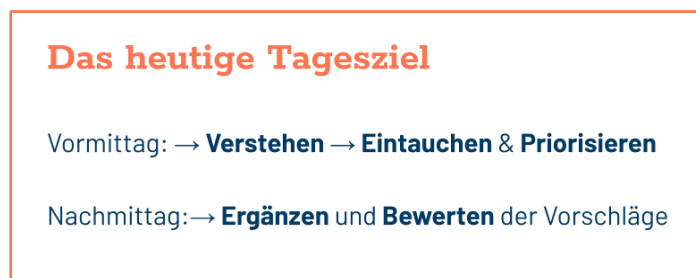 Das heutige Tagesziel
Vormittag: → Verstehen → Eintauchen & Priorisieren
Nachmittag:→ Ergänzen und Bewerten der Vorschläge